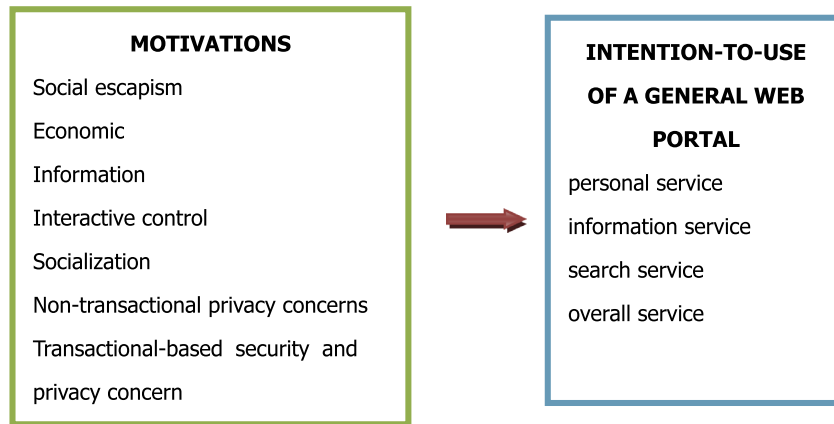 MOTIVATIONS
Social escapism
Economic
Information
Interactive control
Socialization
Non-transactional privacy concerns
Transactional-based security and
privacy concern
INTENTION-TO-USE
OF A GENERAL WEB
PORTAL
personal service
information service
search service
overall service